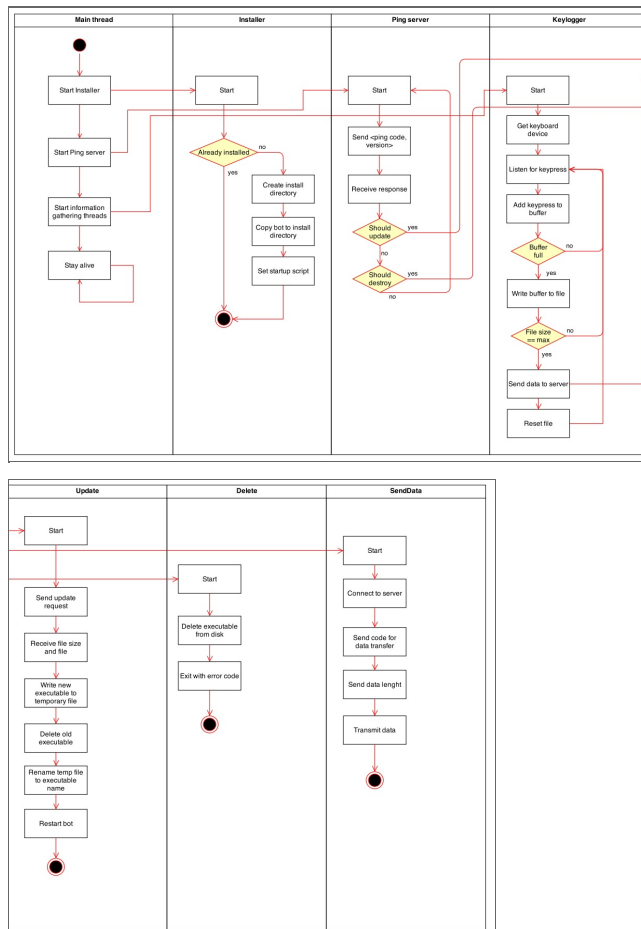 Main thread
Installer
Ping server
Keylogger
Start Installer
Start Ping server
Start information
gathering threads
Stay alive
Start
Already installed
no
yes
Create install
directory
Copy bot to install
directory
Set startup script
Start
Send <ping code,
version>
Receive response
Should
update
yes
no
Should
destroy
yes
no
Start
Get keyboard
device
Listen for keypress
Add keypress to
buffer
Buffer
full
no
yes
Write buffer to file
File size
== max
no
yes
Send data to server
Reset file
Update
Delete
SendData
Start
Send update
request
Receive file size
and file
Write new
executable to
temporary file
Delete old
executable
Rename temp file
to executable
name
Restart bot
Start
Delete executable
from disk
Exit with error code
Start
Connect to server
Send code for
data transfer
Send data lenght
Transmit data